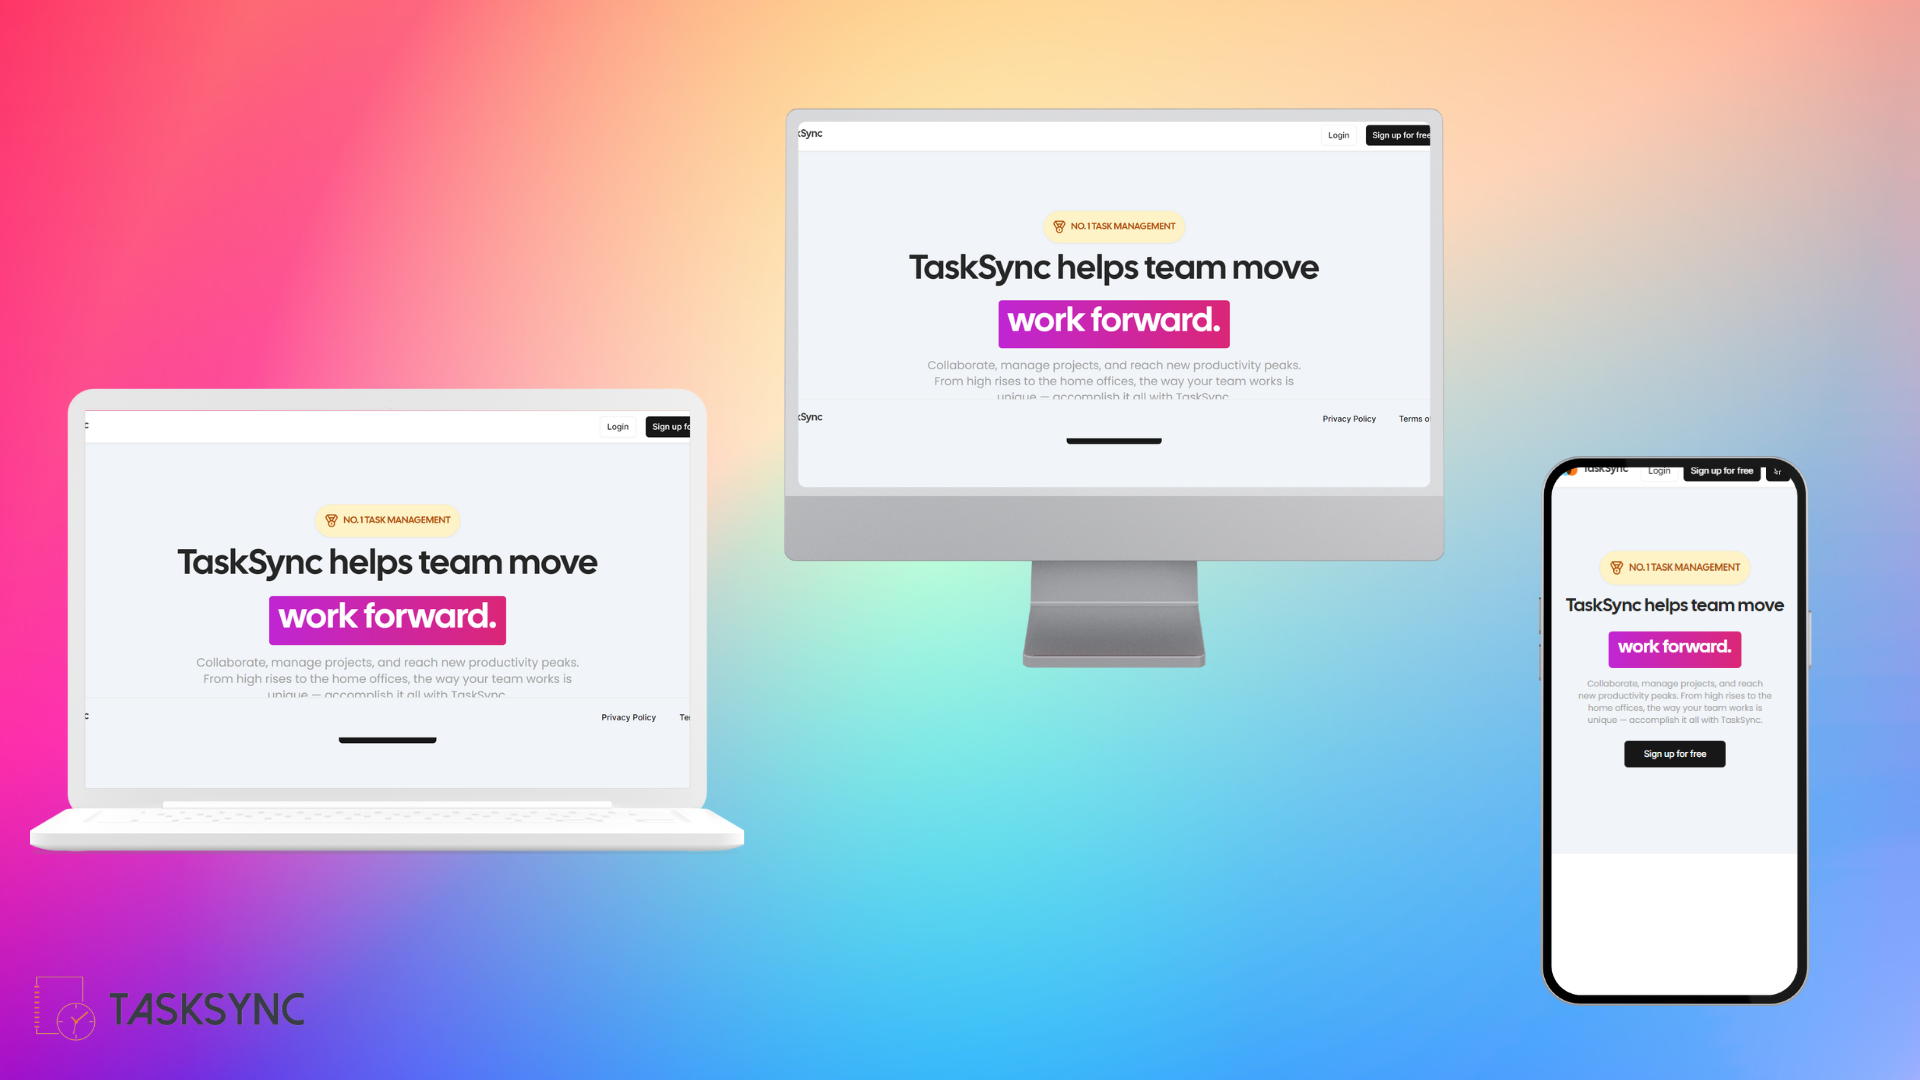 kSync
Login
Sign up for free
NO. 1 TASK MANAGEMENT
TaskSync helps team move
work forward.
Collaborate, manage projects, and reach new productivity peaks.
From high rises to the home offices, the way your team works is
unique — accomplish it all with TaskSync
kSync
Privacy Policy
Terms o
Login
Sign up fo
NO. 1 TASK MANAGEMENT
TaskSync helps team move
work forward.
Collaborate, manage projects, and reach new productivity peaks.
From high rises to the home offices, the way your team works is
unique — accomplish it all with TaskSync
Privacy Policy
Te
TaskSync
Login
Sign up for free
NO. 1 TASK MANAGEMENT
TaskSync helps team move
work forward.
Collaborate, manage projects, and reach
new productivity peaks. From high rises to the
home offices, the way your team works is
unique — accomplish it all with TaskSync.
Sign up for free
TASKSYNC